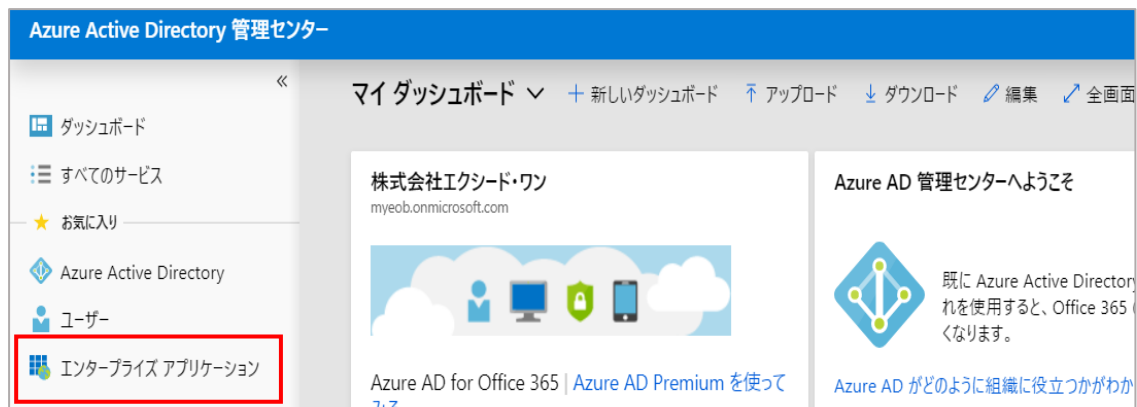 Azure Active Directory 管理センター
«
ダッシュボード
すべてのサービス
お気に入り
Azure Active Directory
ユーザー
エンタープライズ アプリケーション
マイ ダッシュボード
新しいダッシュボード
アップロード
ダウンロード
編集
全画面
株式会社エクシード・ワン
myeob.onmicrosoft.com
Azure AD for Office 365 | Azure AD Premium を使って
Azure AD 管理センターへようこそ
既に Azure Active Directory
れを使用すると、Office 365
くなります。
Azure AD がどのように組織に役立つかがわか